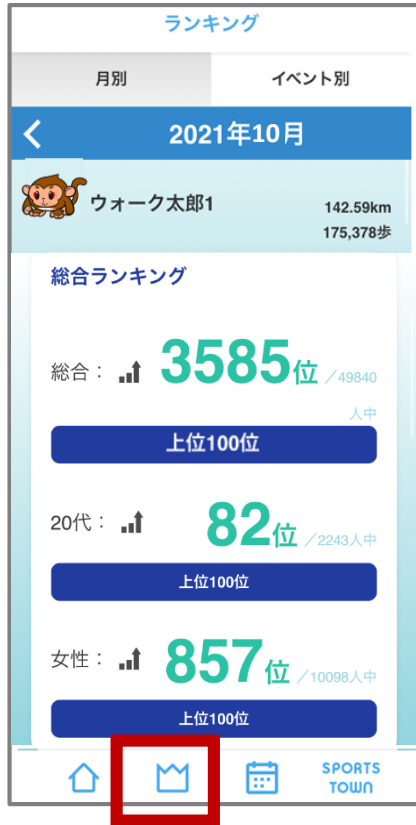 ランキング
月別 イベント別
2021年10月
ウォーク太郎1 142.59km
175,378歩
総合ランキング
総合： 3585位 ／49840
人中
上位100位
20代： 82位 ／2243人中
上位100位
女性： 857位 ／10098人中
上位100位
SPORTS
TOWN